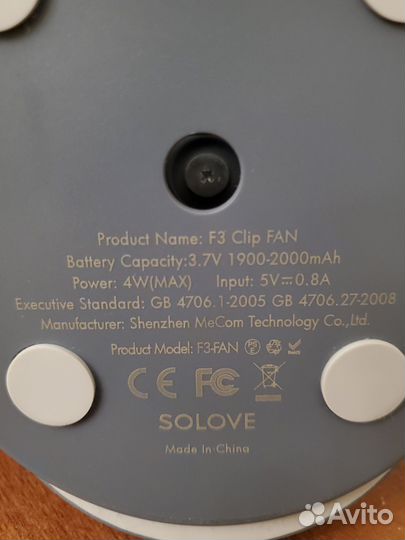 Product Name: F3 Clip FAN
Battery Capacity:3.7V 1900-2000mAh
Power: 4W(MAX) Input: 5V⎓0.8A
Executive Standard: GB 4706.1-2005 GB 4706.27-2008
Manufacturer: Shenzhen MeCom Technology Co.,Ltd.
Product Model: F3-FAN
CE FC
SOLOVE
Made In China
Avito